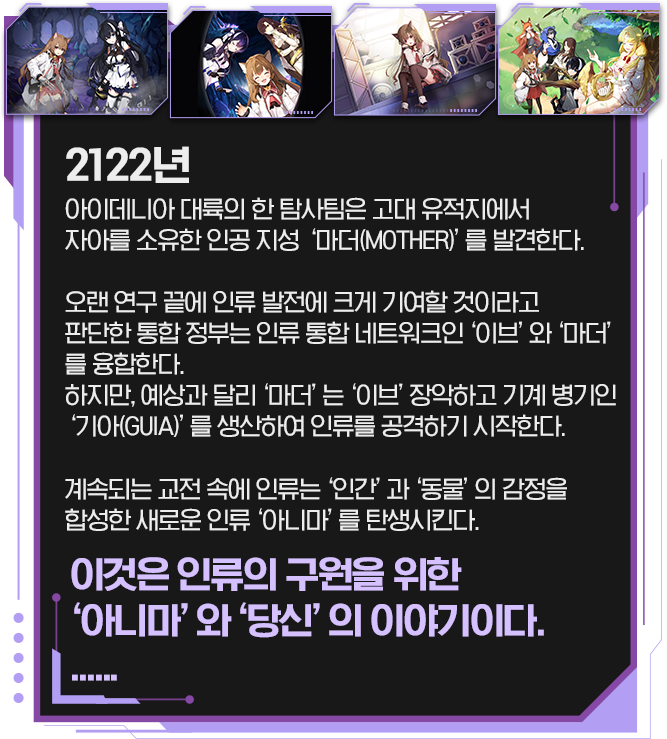 2122년
아이데니아 대륙의 한 탐사팀은 고대 유적지에서
자아를 소유한 인공 지성 ‘마더(MOTHER)’ 를 발견한다.
오랜 연구 끝에 인류 발전에 크게 기여할 것이라고
판단한 통합 정부는 인류 통합 네트워크인 ‘이브’ 와 ‘마더’
를 융합한다.
하지만, 예상과 달리 ‘마더’ 는 ‘이브’ 장악하고 기계 병기인
‘기아(GUIA)’ 를 생산하여 인류를 공격하기 시작한다.
계속되는 교전 속에 인류는 ‘인간’ 과 ‘동물’ 의 감정을
합성한 새로운 인류 ‘아니마’ 를 탄생시킨다.
이것은 인류의 구원을 위한
‘아니마’ 와 ‘당신’ 의 이야기이다.
......